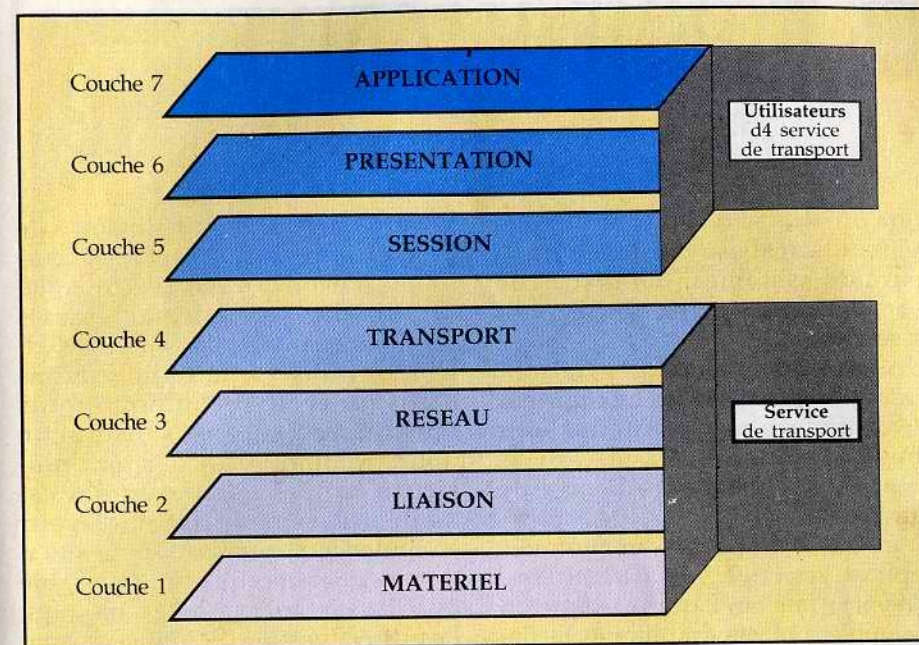 Couche 7
APPLICATION
Utilisateurs
d4 service
de transport
Couche 6
PRESENTATION
Couche 5
SESSION
Couche 4
TRANSPORT
Couche 3
RESEAU
Service
de transport
Couche 2
LIAISON
Couche 1
MATERIEL